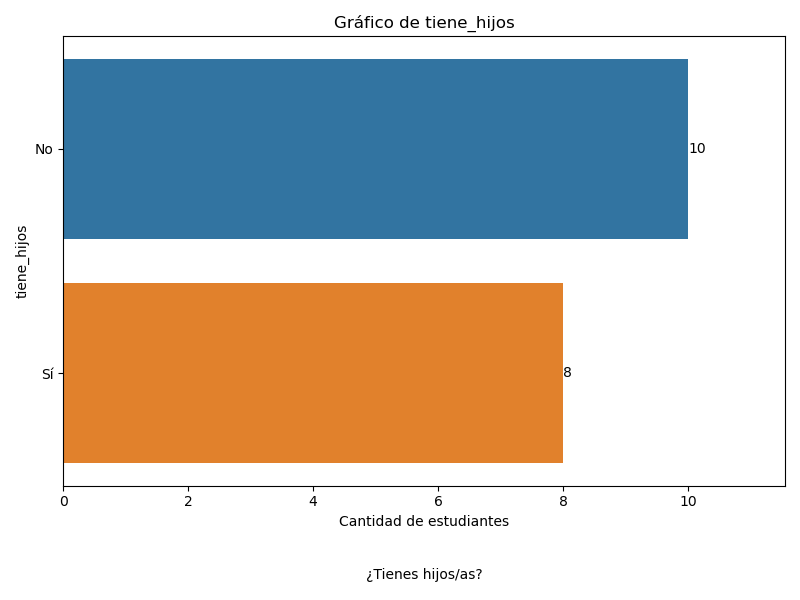 Gráfico de tiene_hijos
No
10
tiene_hijos
Sí
8
0 2 4 6 8 10
Cantidad de estudiantes
¿Tienes hijos/as?